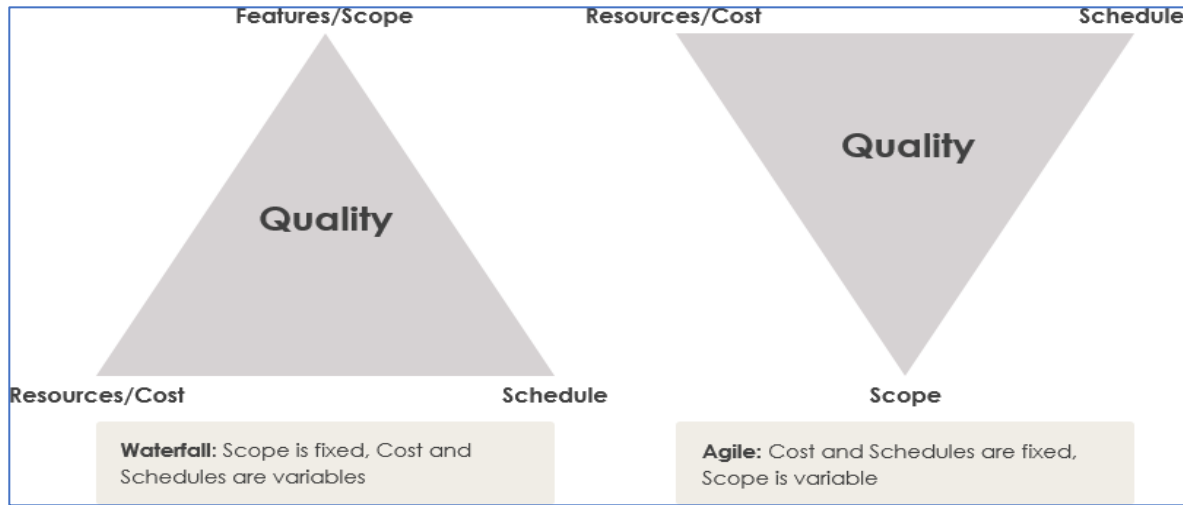 Features/Scope
Quality
Resources/Cost
Schedule
Waterfall: Scope is fixed, Cost and
Schedules are variables
Resources/Cost
Schedule
Quality
Scope
Agile: Cost and Schedules are fixed,
Scope is variable